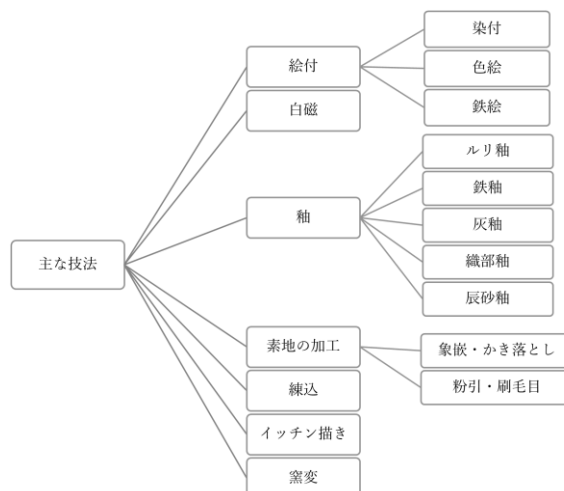 主な技法
絵付
染付
色絵
鉄絵
白磁
釉
ルリ釉
鉄釉
灰釉
織部釉
辰砂釉
素地の加工
象嵌・かき落とし
粉引・刷毛目
練込
イッチン描き
窯変